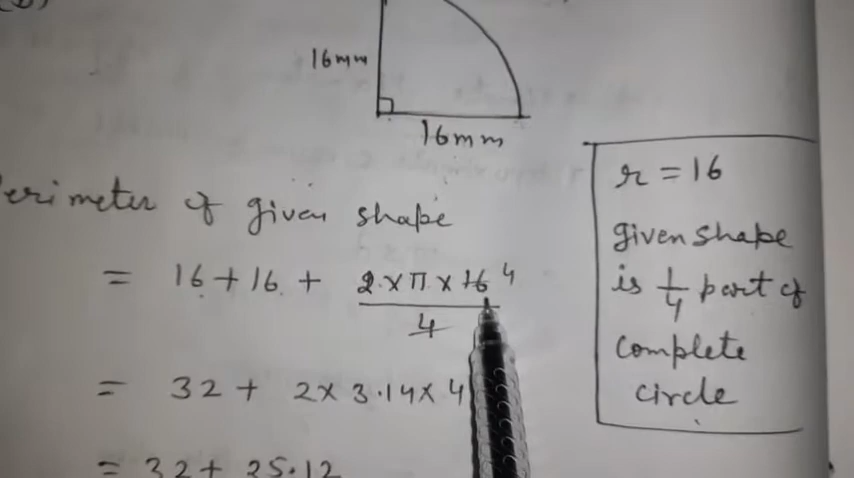 16mm
16mm
Perimeter of given shape
= 16 + 16 + 2 × π × 16 4
4
= 32 + 2 × 3.14 × 4
= 32 + 25.12
r = 16
given shape
is 1/4 part of
complete
circle